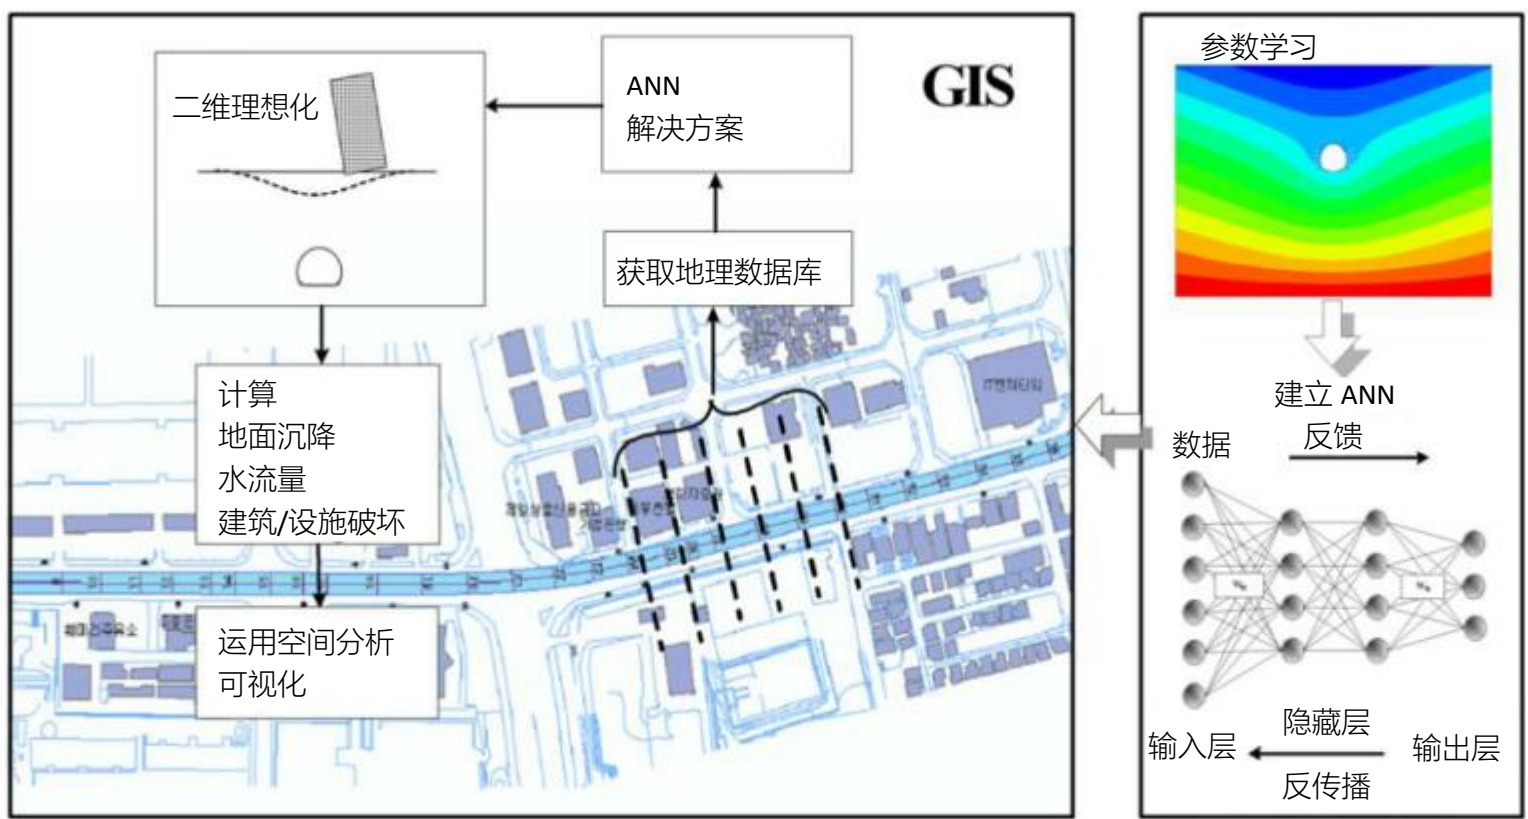 GIS
ANN
解决方案
二维理想化
获取地理数据库
计算
地面沉降
水流量
建筑/设施破坏
运用空间分析
可视化
参数学习
建立 ANN
数据
反馈
隐藏层
输入层
输出层
反传播